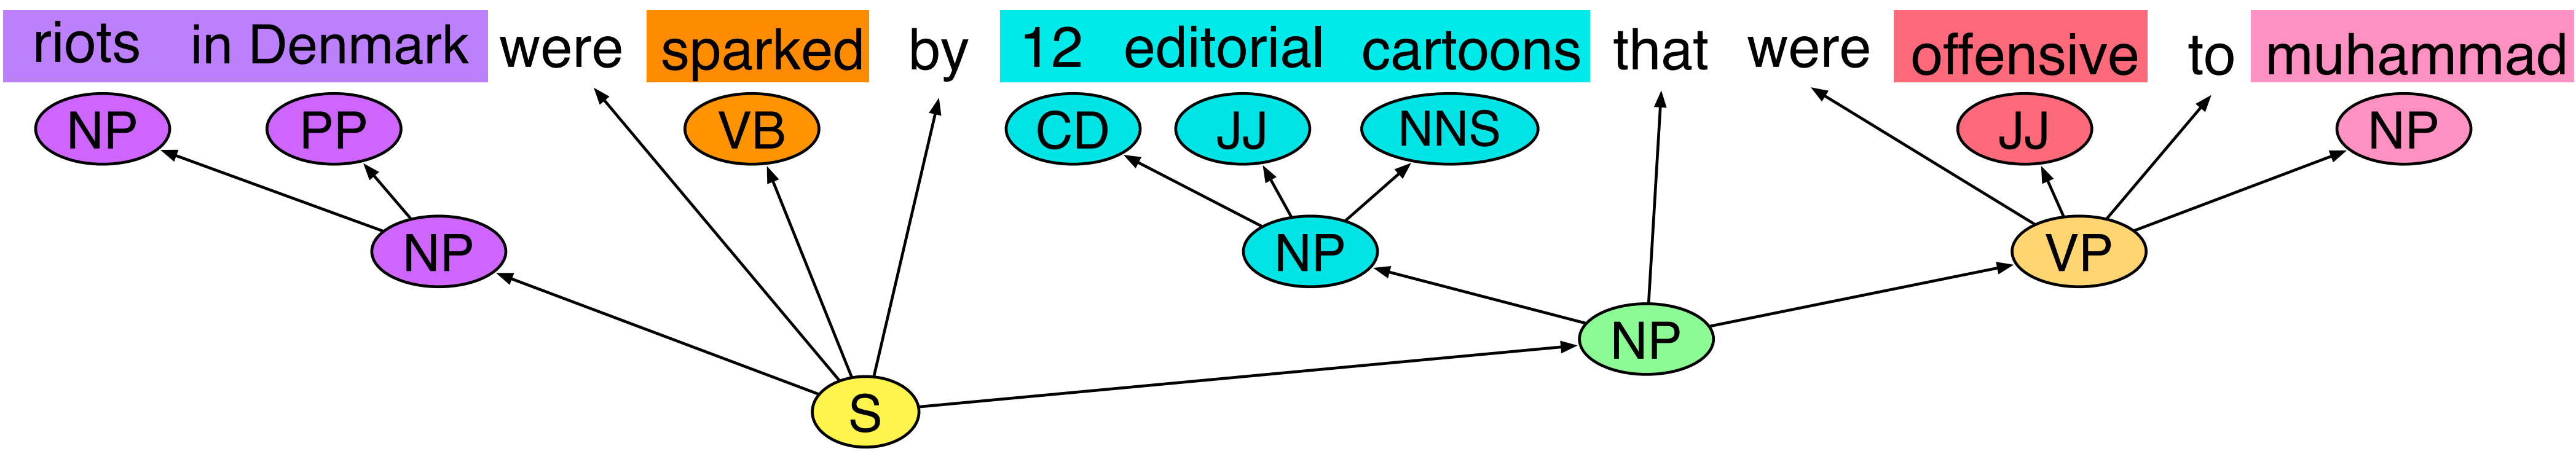 riots in Denmark were sparked by 12 editorial cartoons that were offensive to muhammad
NP PP VB CD JJ NNS JJ NP
NP NP VP
NP
S